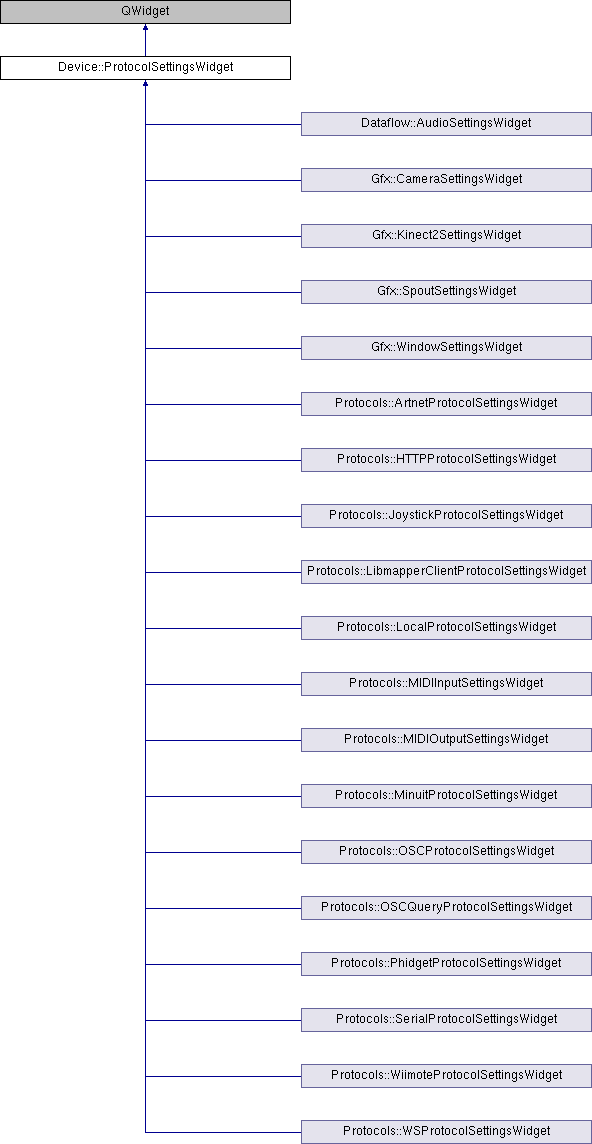 QWidget
Device::ProtocolSettingsWidget
Dataflow::AudioSettingsWidget
Gfx::CameraSettingsWidget
Gfx::Kinect2SettingsWidget
Gfx::SpoutSettingsWidget
Gfx::WindowSettingsWidget
Protocols::ArtnetProtocolSettingsWidget
Protocols::HTTPProtocolSettingsWidget
Protocols::JoystickProtocolSettingsWidget
Protocols::LibmapperClientProtocolSettingsWidget
Protocols::LocalProtocolSettingsWidget
Protocols::MIDIInputSettingsWidget
Protocols::MIDIOutputSettingsWidget
Protocols::MinuitProtocolSettingsWidget
Protocols::OSCProtocolSettingsWidget
Protocols::OSCQueryProtocolSettingsWidget
Protocols::PhidgetProtocolSettingsWidget
Protocols::SerialProtocolSettingsWidget
Protocols::WiimoteProtocolSettingsWidget
Protocols::WSProtocolSettingsWidget